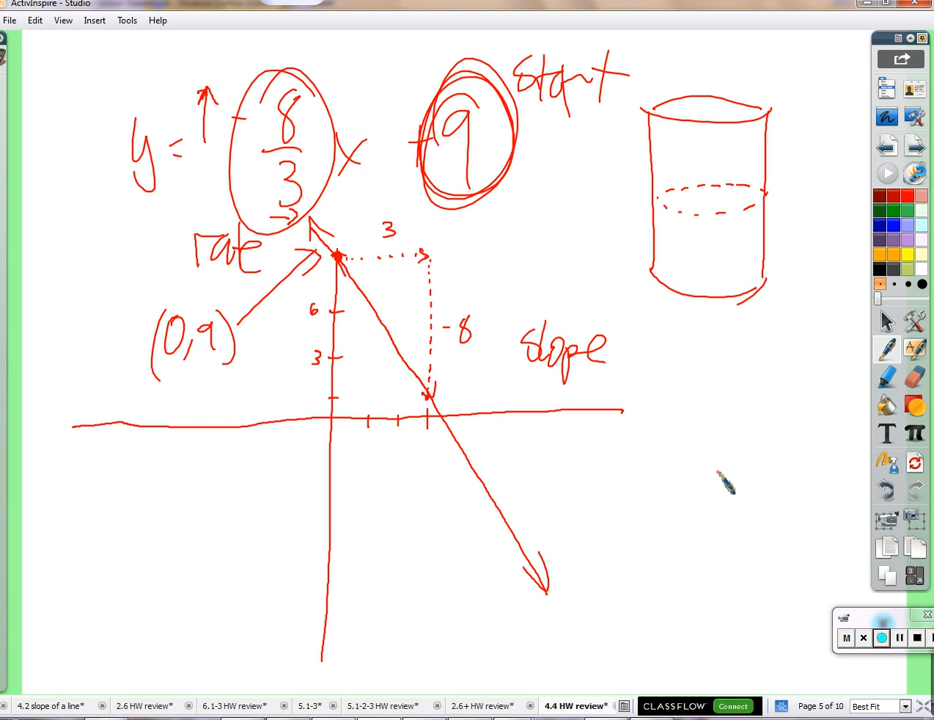 ActivInspire - Studio
File Edit View Insert Tools Help
y = - 8/3 x + 9
start
rate
3
(0,9)
6
-8
3
slope
M
4.2 slope of a line* 2.6 HW review* 6.1-3 HW review* 5.1-3* 5.1-2-3 HW review* 2.6+ HW review* 4.4 HW review* CLASSFLOW Connect Page 5 of 10 Best Fit